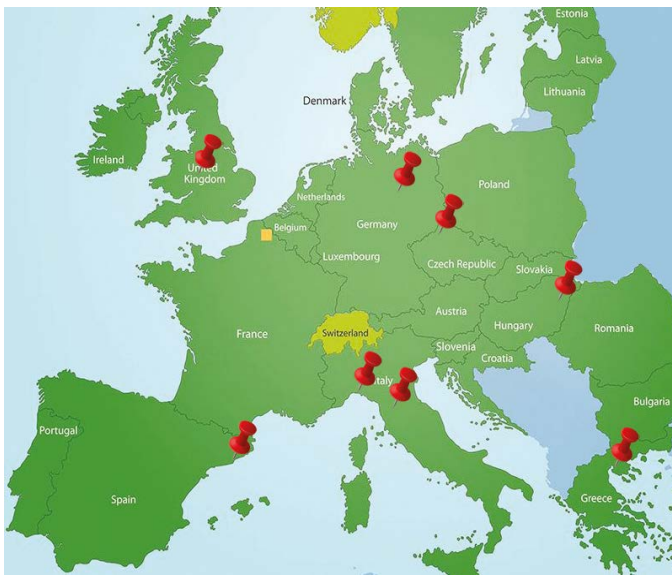 Estonia
Latvia
Lithuania
Denmark
Ireland
United
Kingdom
Netherlands
Poland
Belgium
Germany
Luxembourg
Czech Republic
Slovakia
Austria
France
Switzerland
Hungary
Romania
Slovenia
Croatia
Italy
Bulgaria
Portugal
Spain
Greece